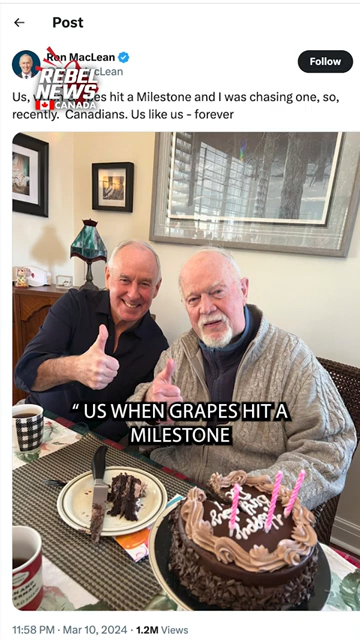 Post
Ron MacLean
MacLean
Follow
REBEL
NEWS
CANADA
Us, W es hit a Milestone and I was chasing one, so,
recently. Canadians. Us like us - forever
“ US WHEN GRAPES HIT A
MILESTONE
11:58 PM · Mar 10, 2024 · 1.2M Views